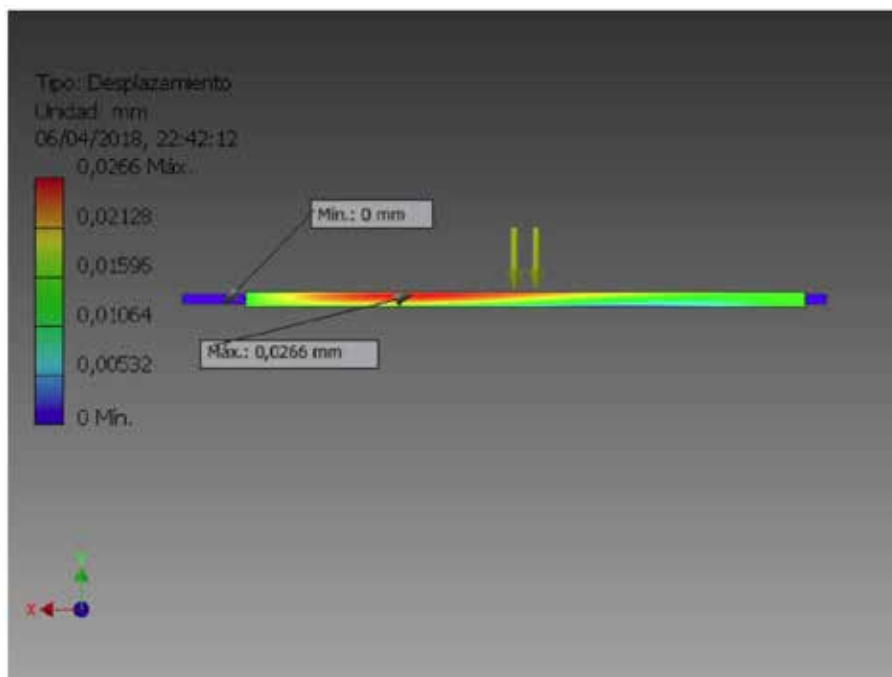 Tipo: Desplazamiento
Unidad: mm
06/04/2018, 22:42:12
0,0266 Máx.
0,02128
0,01596
0,01064
0,00532
0 Mín.
Mín.: 0 mm
Máx.: 0,0266 mm
Y
X